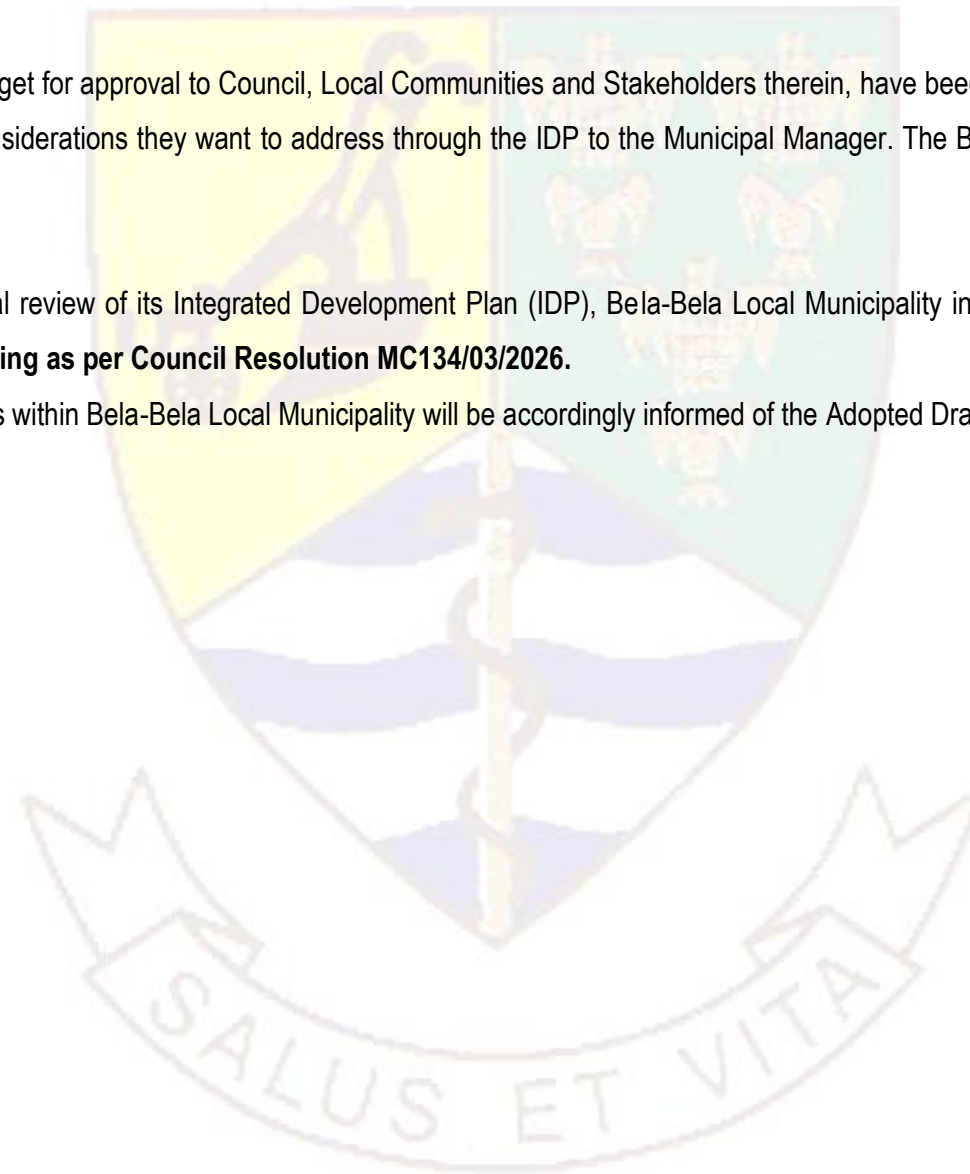 get for approval to Council, Local Communities and Stakeholders therein, have beec
nsiderations they want to address through the IDP to the Municipal Manager. The B
al review of its Integrated Development Plan (IDP), Bela-Bela Local Municipality in
ing as per Council Resolution MC134/03/2026.
s within Bela-Bela Local Municipality will be accordingly informed of the Adopted Dra
SALUS ET VITA